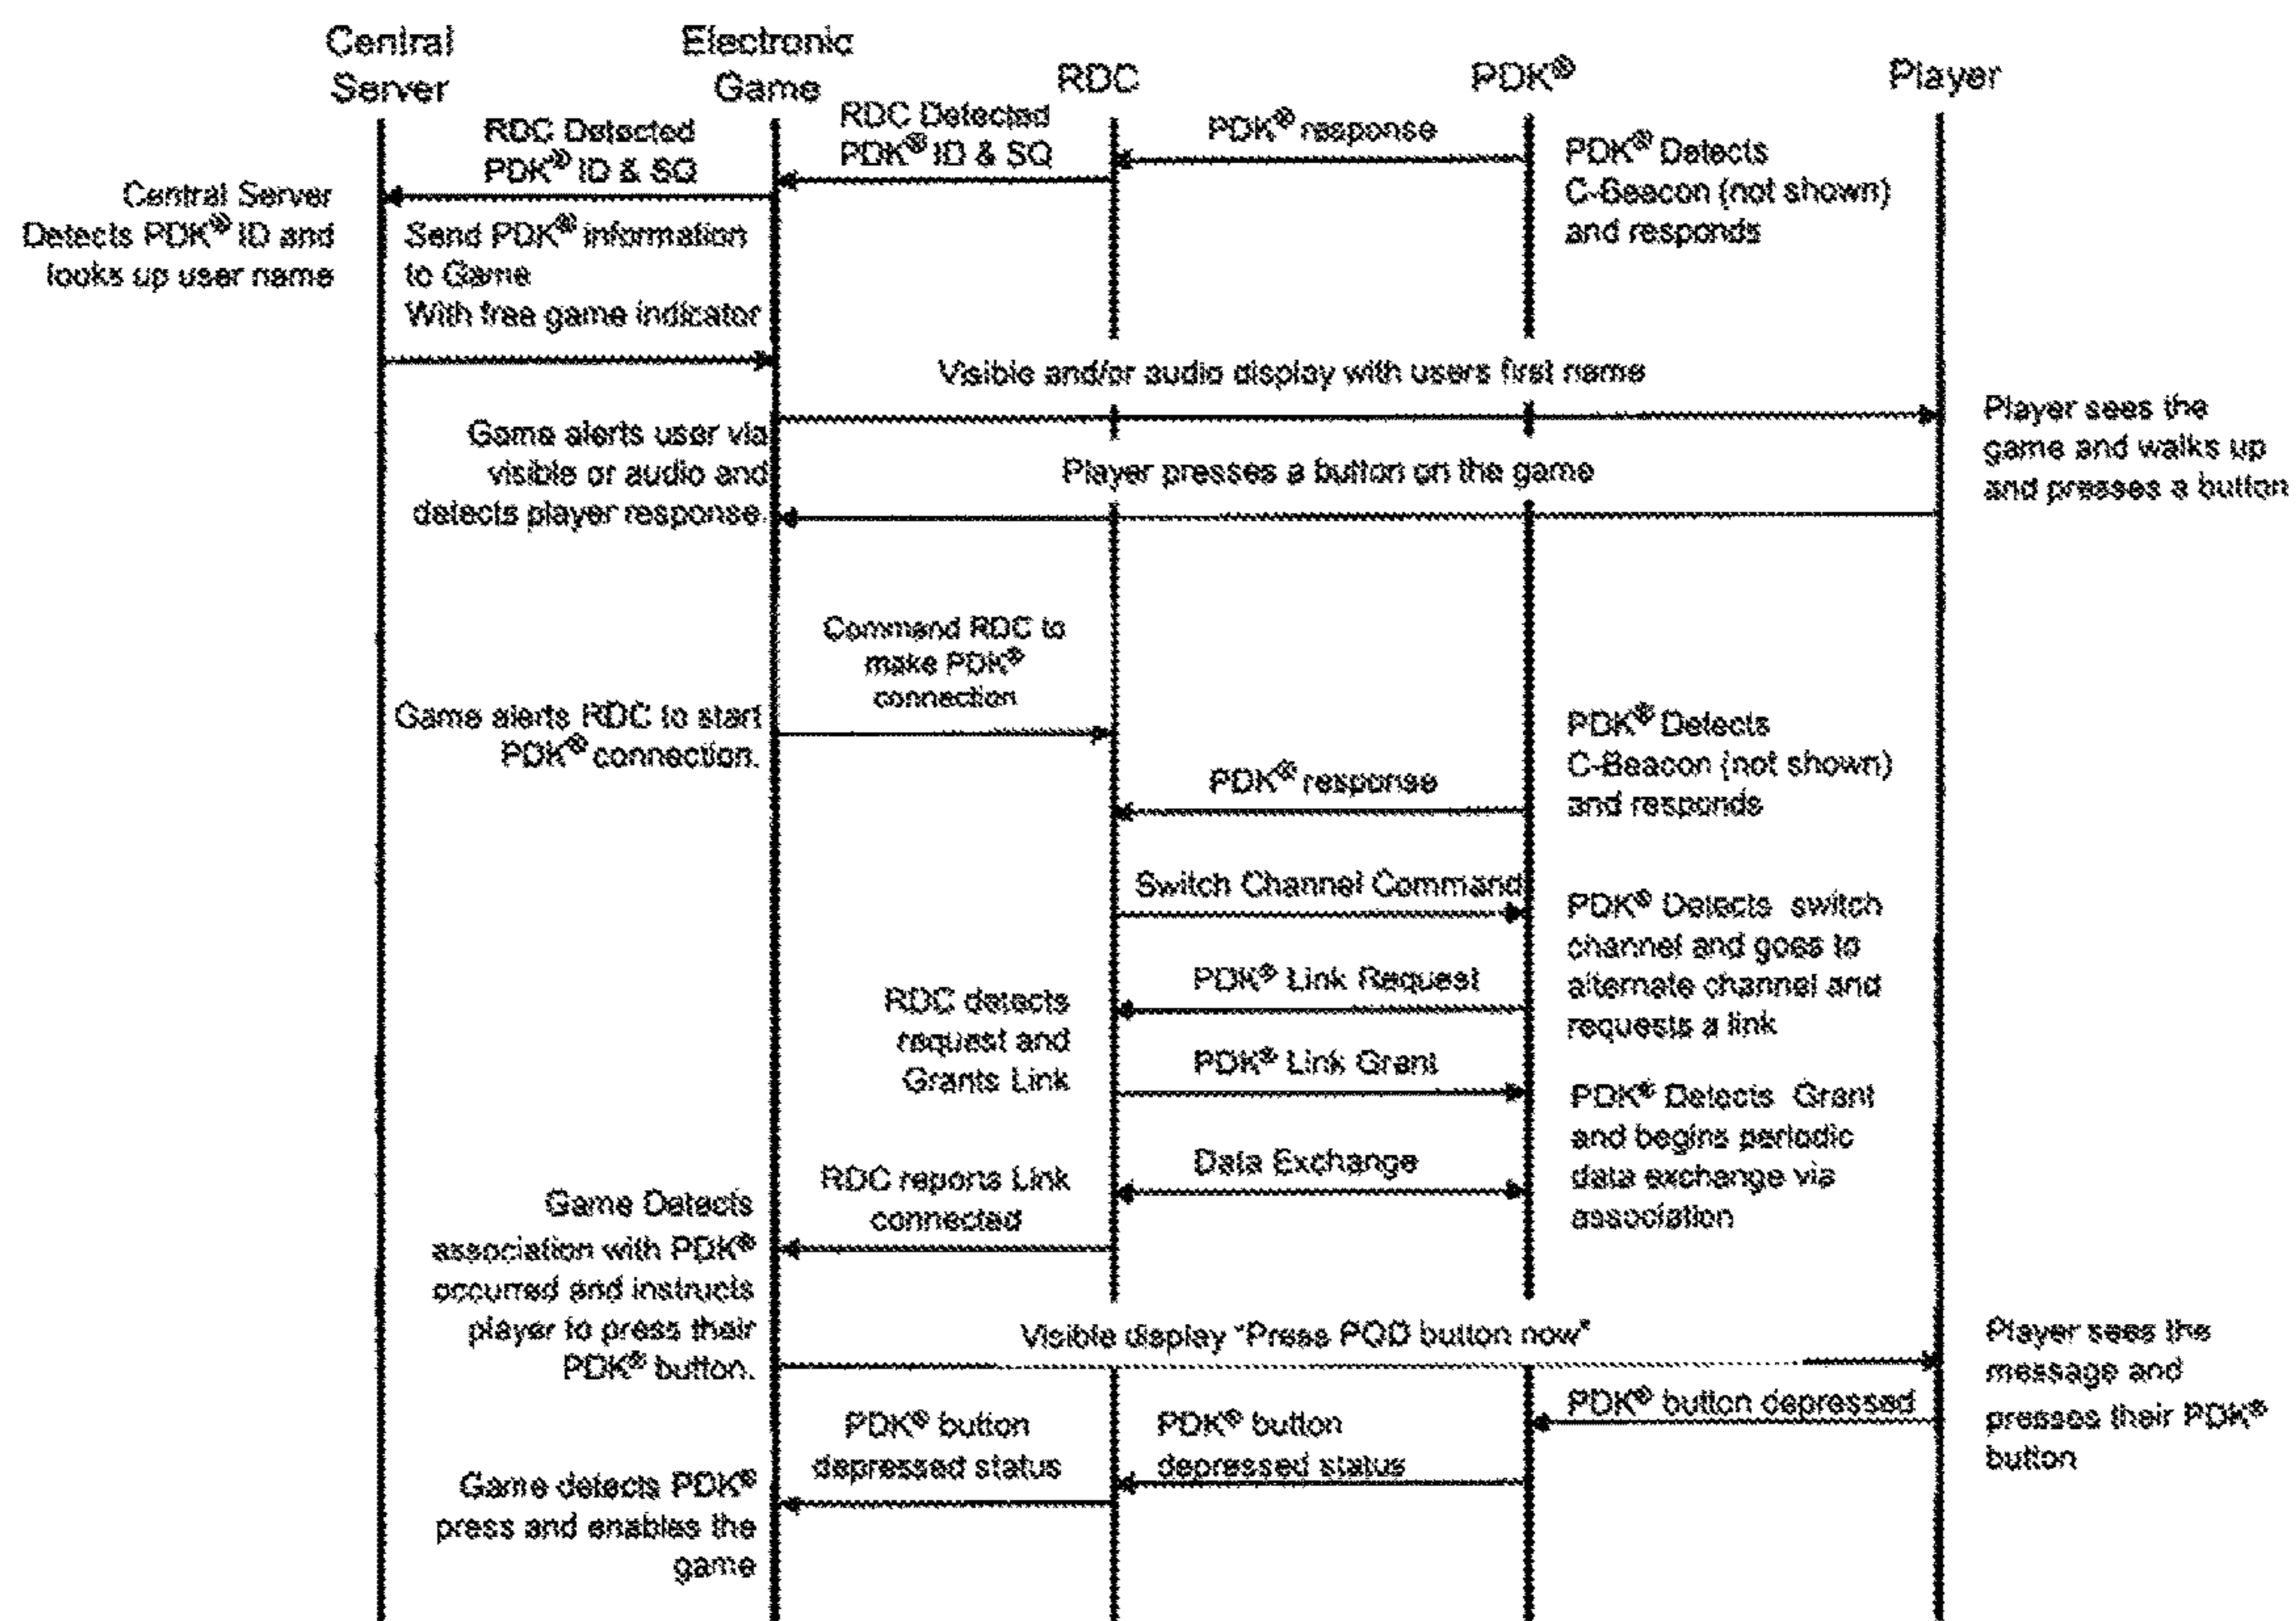 Central
Server
Electronic
Game
RDC
PDK®
Player
RDC Detected
PDK® ID & SQ
RDC Detected
PDK® ID & SQ
PDK® response
PDK® Detects
C-Beacon (not shown)
and responds
Central Server
Detects PDK® ID and
looks up user name
Send PDK® information
to Game
With free game indicator
Visible and/or audio display with users first name
Player sees the
game and walks up
and presses a button
Game alerts user via
visible or audio and
detects player response.
Player presses a button on the game
Command RDC to
make PDK®
connection
Game alerts RDC to start
PDK® connection.
PDK® Detects
C-Beacon (not shown)
and responds
PDK® response
Switch Channel Command
PDK® Detects switch
channel and goes to
alternate channel and
requests a link
PDK® Link Request
RDC detects
request and
Grants Link
PDK® Link Grant
PDK® Detects Grant
and begins periodic
data exchange via
association
Data Exchange
RDC reports Link
connected
Game Detects
association with PDK®
occurred and instructs
player to press their
PDK® button.
Visible display "Press POD button now"
Player sees the
message and
presses their PDK®
button
PDK® button depressed
PDK® button
depressed status
PDK® button
depressed status
Game detects PDK®
press and enables the
game